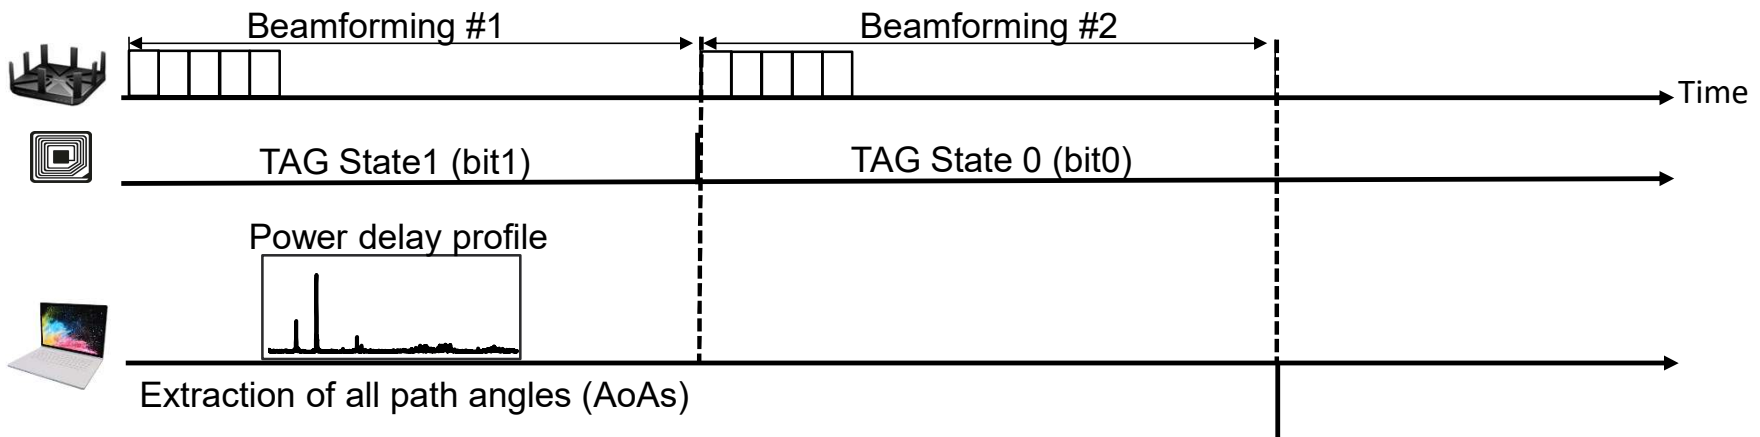 Beamforming #1
Beamforming #2
Time
TAG State1 (bit1)
TAG State 0 (bit0)
Power delay profile
Extraction of all path angles (AoAs)